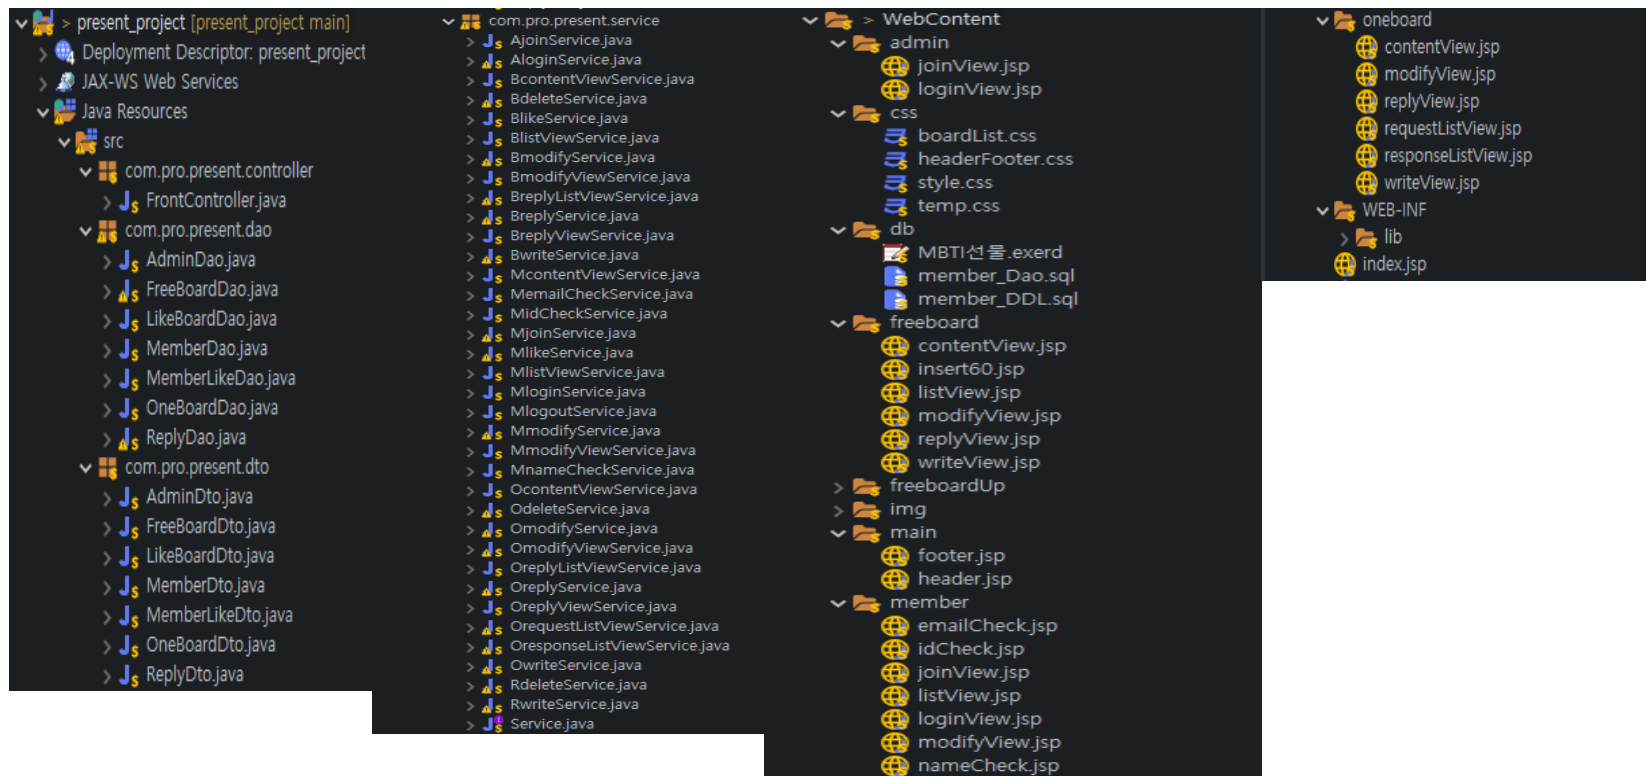 > present_project [present_project main]
Deployment Descriptor: present_project
JAX-WS Web Services
Java Resources
src
com.pro.present.controller
FrontController.java
com.pro.present.dao
AdminDao.java
FreeBoardDao.java
LikeBoardDao.java
MemberDao.java
MemberLikeDao.java
OneBoardDao.java
ReplyDao.java
com.pro.present.dto
AdminDto.java
FreeBoardDto.java
LikeBoardDto.java
MemberDto.java
MemberLikeDto.java
OneBoardDto.java
ReplyDto.java
com.pro.present.service
AjoinService.java
AloginService.java
BcontentViewService.java
BdeleteService.java
BlikeService.java
BlistViewService.java
BmodifyService.java
BmodifyViewService.java
BreplyListViewService.java
BreplyService.java
BreplyViewService.java
BwriteService.java
McontentViewService.java
MemailCheckService.java
MidCheckService.java
MjoinService.java
MlikeService.java
MlistViewService.java
MloginService.java
MlogoutService.java
MmodifyService.java
MmodifyViewService.java
MnameCheckService.java
OcontentViewService.java
OdeleteService.java
OmodifyService.java
OmodifyViewService.java
OreplyListViewService.java
OreplyService.java
OreplyViewService.java
OrequestListViewService.java
OresponseListViewService.java
OwriteService.java
RdeleteService.java
RwriteService.java
Service.java
> WebContent
admin
joinView.jsp
loginView.jsp
css
boardList.css
headerFooter.css
style.css
temp.css
db
MBTI선물.exerd
member_Dao.sql
member_DDL.sql
freeboard
contentView.jsp
insert60.jsp
listView.jsp
modifyView.jsp
replyView.jsp
writeView.jsp
freeboardUp
img
main
footer.jsp
header.jsp
member
emailCheck.jsp
idCheck.jsp
joinView.jsp
listView.jsp
loginView.jsp
modifyView.jsp
nameCheck.jsp
oneboard
contentView.jsp
modifyView.jsp
replyView.jsp
requestListView.jsp
responseListView.jsp
writeView.jsp
WEB-INF
lib
index.jsp